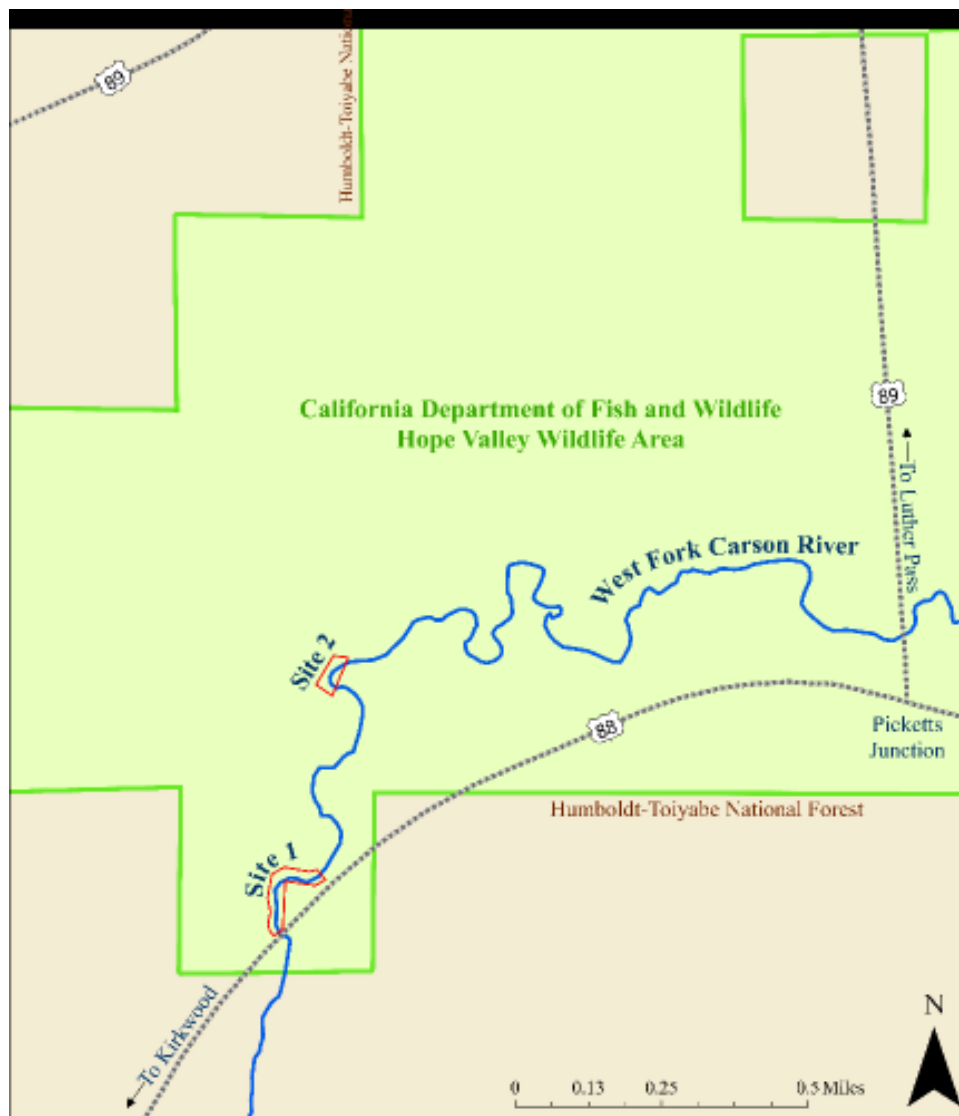 89
Humboldt-Toiyabe Nation
89
California Department of Fish and Wildlife
Hope Valley Wildlife Area
To Luther Pass
West Fork Carson River
Site 2
88
Picketts
Junction
Humboldt-Toiyabe National Forest
Site 1
To Kirkwood
N
0 0.13 0.25 0.5 Miles